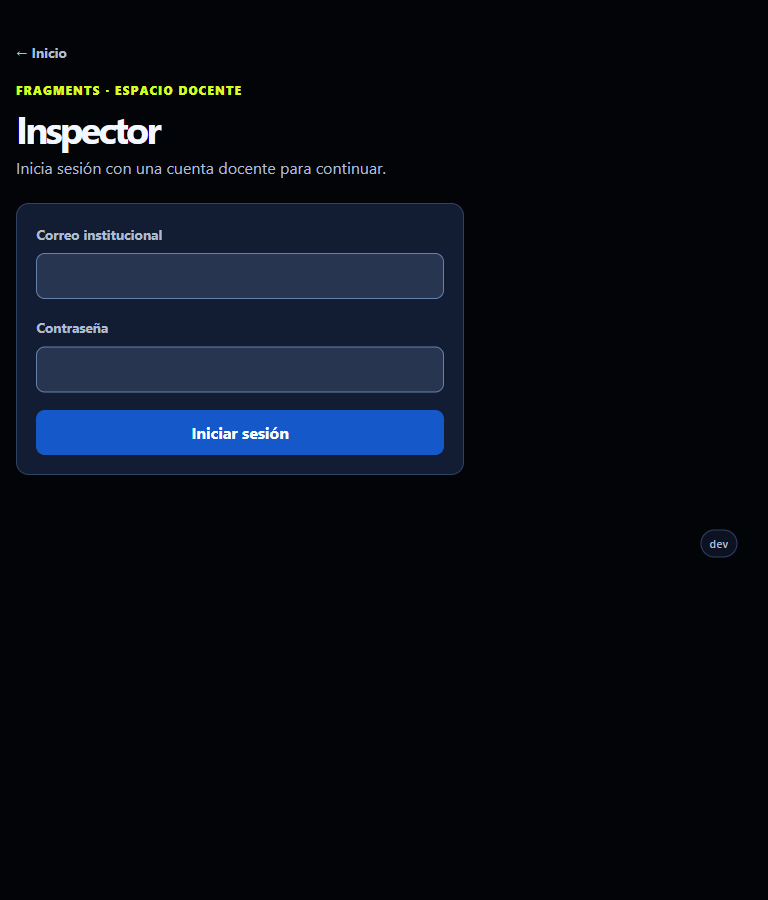 ← Inicio
FRAGMENTS · ESPACIO DOCENTE
Inspector
Inicia sesión con una cuenta docente para continuar.
Correo institucional
Contraseña
Iniciar sesión
dev